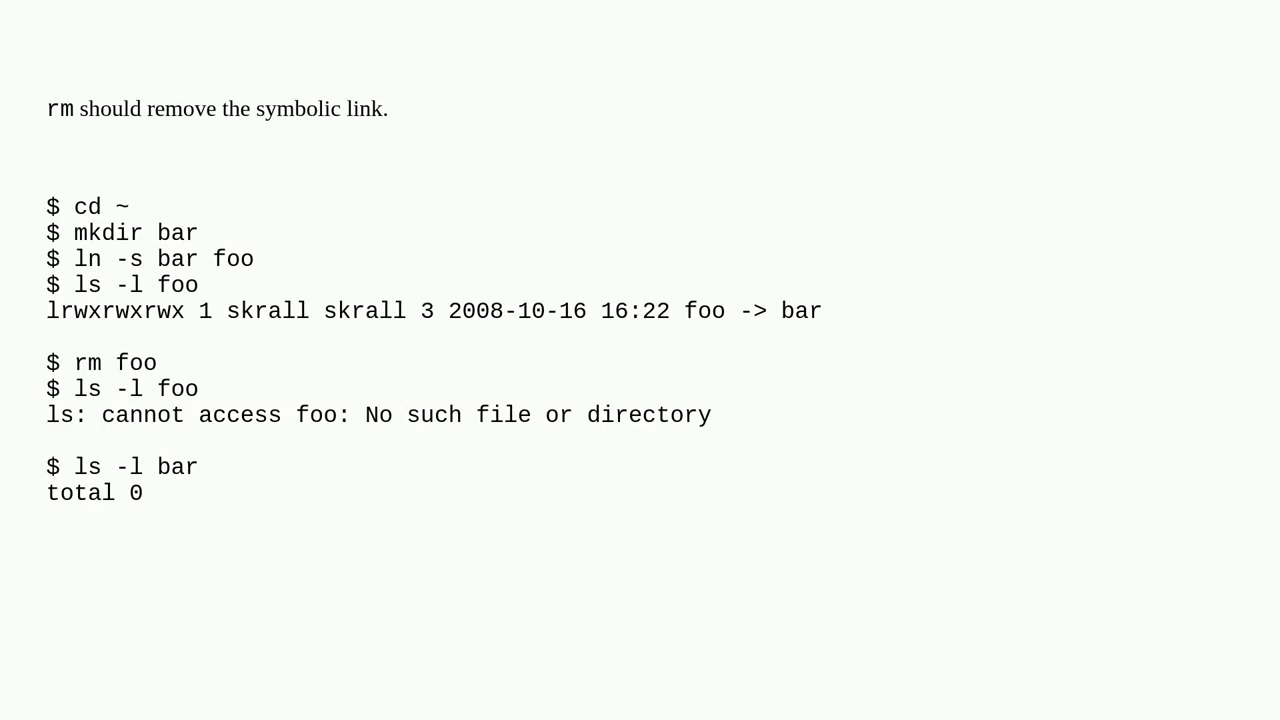 rm should remove the symbolic link.
$ cd ~
$ mkdir bar
$ ln -s bar foo
$ ls -l foo
lrwxrwxrwx 1 skrall skrall 3 2008-10-16 16:22 foo -> bar
$ rm foo
$ ls -l foo
ls: cannot access foo: No such file or directory
$ ls -l bar
total 0